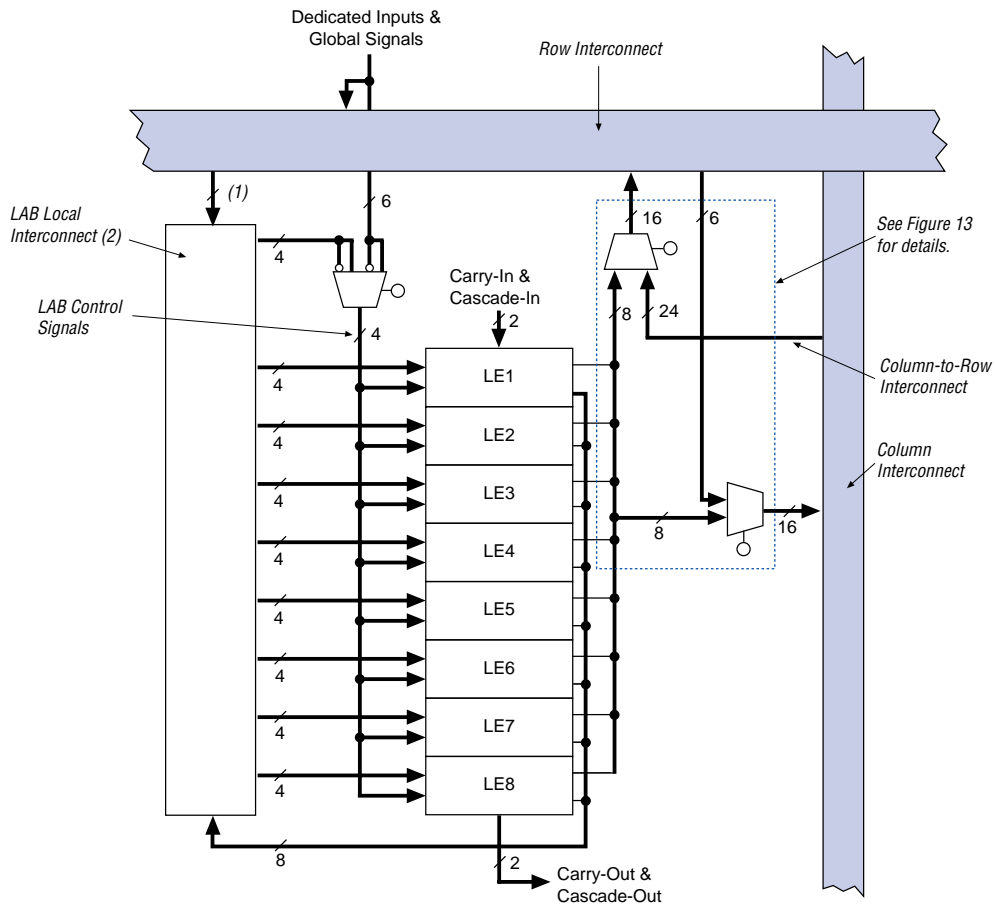 Dedicated Inputs &
Global Signals
Row Interconnect
(1)
6
16
6
LAB Local
Interconnect (2)
See Figure 13
for details.
4
Carry-In &
Cascade-In
LAB Control
Signals
4
2
8
24
Column-to-Row
Interconnect
4
LE1
4
LE2
Column
Interconnect
4
LE3
8
16
4
LE4
4
LE5
4
LE6
4
LE7
4
LE8
8
2
Carry-Out &
Cascade-Out